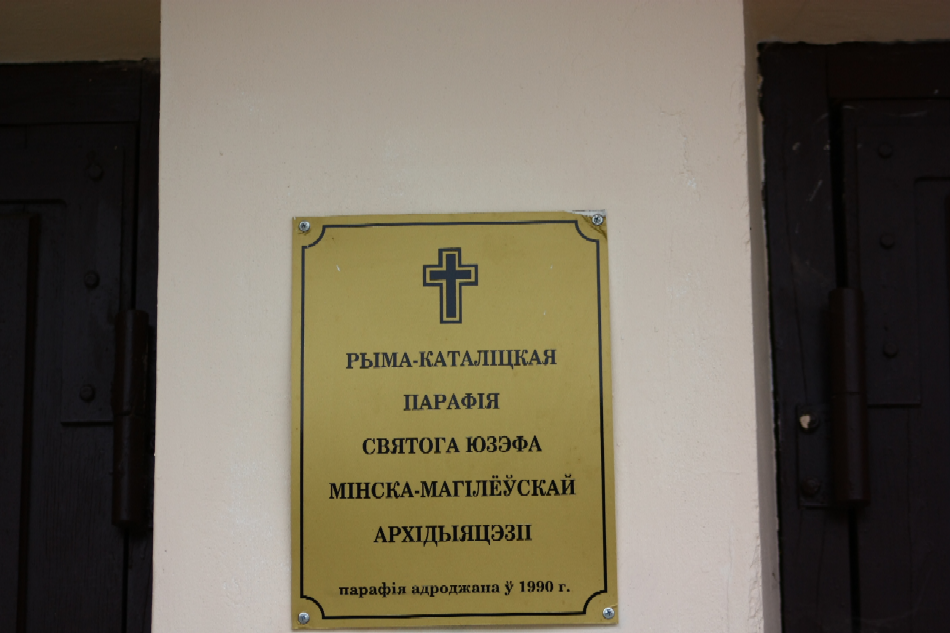 РЫМА-КАТАЛІЦКАЯ
ПАРАФІЯ
СВЯТОГА ЮЗЭФА
МІНСКА-МАГІЛЁЎСКАЙ
АРХІДЫЯЦЭЗІІ
парафія адроджана ў 1990 г.